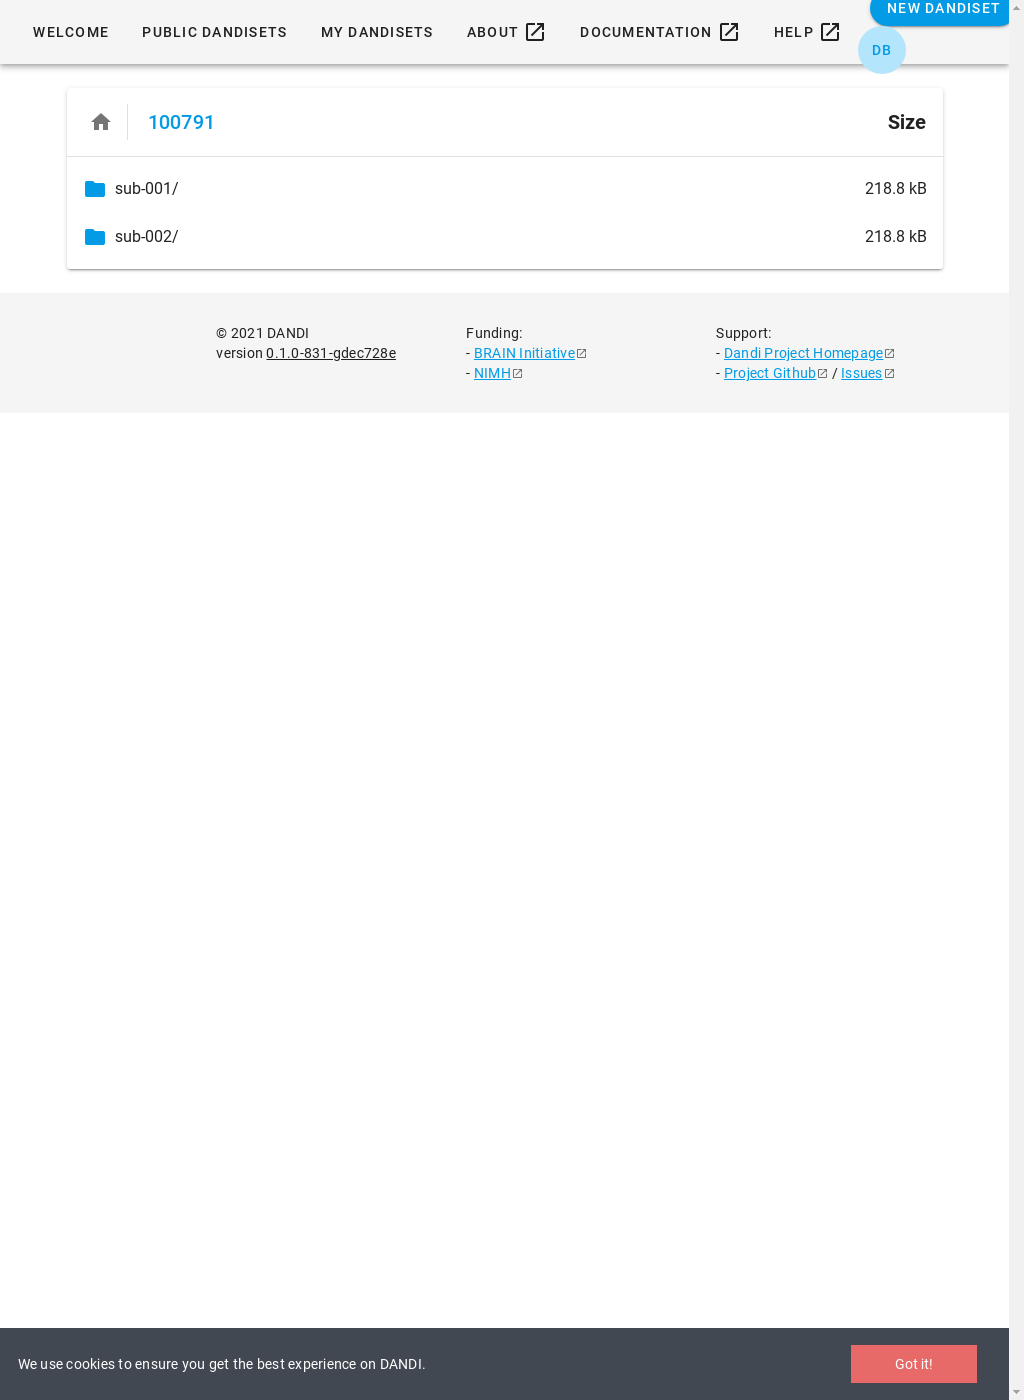 NEW DANDISET
WELCOME PUBLIC DANDISETS MY DANDISETS ABOUT DOCUMENTATION HELP
DB
100791 Size
sub-001/ 218.8 kB
sub-002/ 218.8 kB
© 2021 DANDI
version 0.1.0-831-gdec728e
Funding:
- BRAIN Initiative
- NIMH
Support:
- Dandi Project Homepage
- Project Github / Issues
We use cookies to ensure you get the best experience on DANDI. Got it!